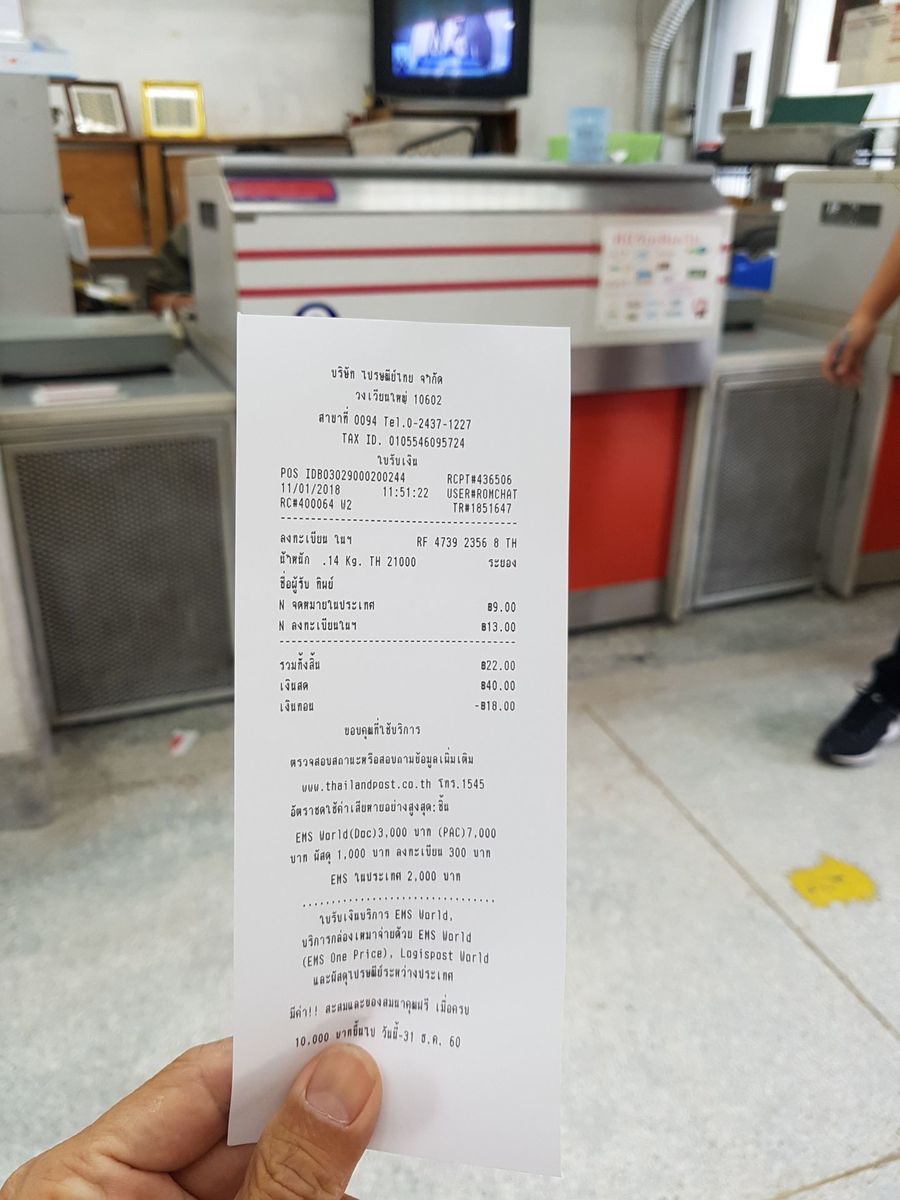 บริษัท ไปรษณีย์ไทย จำกัด
วงเวียนใหญ่ 10602
สาขาที่ 0094 Tel.0-2437-1227
TAX ID. 0105546095724
ใบรับเงิน
POS IDB03029000200244 RCPT#436506
11/01/2018 11:51:22 USER#ROMCHAT
RC#400064 W2 TR#1851647
ลงทะเบียน ในฯ RF 4739 2356 8 TH
น้ำหนัก .14 Kg. TH 21000 ระยอง
ชื่อผู้รับ ทิมย์
N จดหมายในประเทศ ฿9.00
N ลงทะเบียนในฯ ฿13.00
รวมทั้งสิ้น ฿22.00
เงินสด ฿40.00
เงินทอน -฿18.00
ขอบคุณที่ใช้บริการ
ตรวจสอบสถานะหรือสอบถามข้อมูลเพิ่มเติม
www.thailandpost.co.th โทร.1545
อัตราชดใช้ค่าเสียหายอย่างสูงสุด:ชิ้น
EMS World(Doc)3,000 บาท (PAC)7,000
บาท พัสดุ 1,000 บาท ลงทะเบียน 300 บาท
EMS ในประเทศ 2,000 บาท
ใบรับเงินบริการ EMS World,
บริการกล่องเหมาจ่ายด้วย EMS World
(EMS One Price), Logispost World
และพัสดุไปรษณีย์ระหว่างประเทศ
มีค่า!! สะสมแลกของสมนาคุณฟรี เมื่อครบ
10,000 บาทขึ้นไป วันนี้-31 ธ.ค. 60